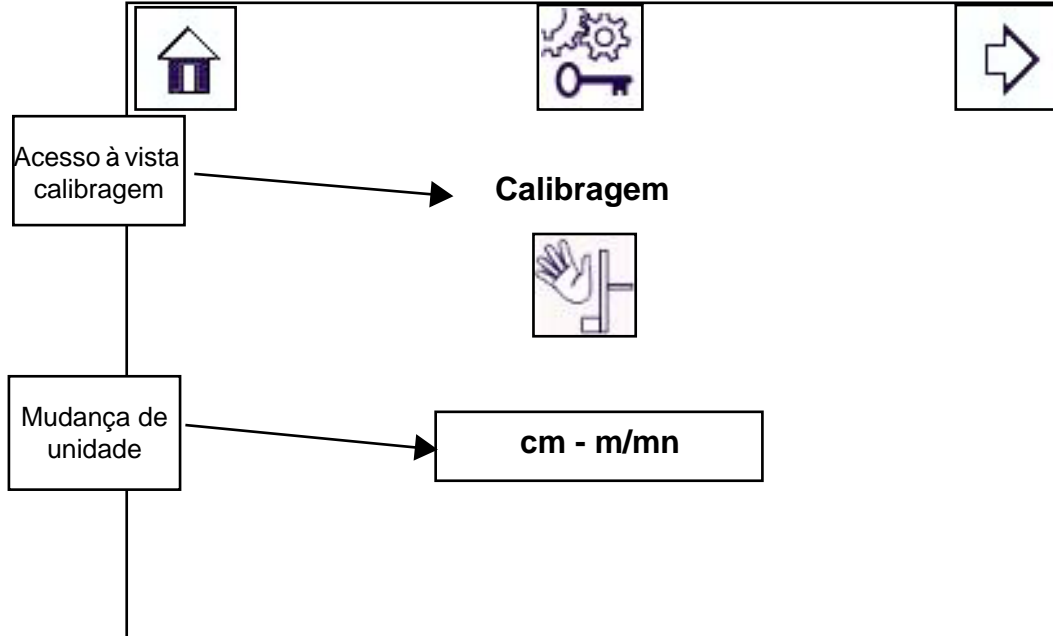 Acesso à vista
calibragem
Calibragem
Mudança de
unidade
cm - m/mn